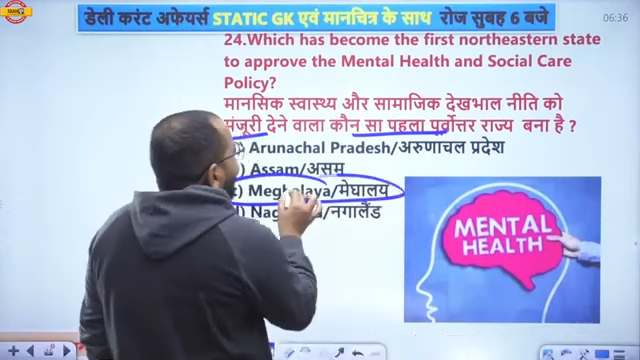 डेली करंट अफेयर्स STATIC GK एवं मानचित्र के साथ रोज सुबह 6 बजे
06:36
24.Which has become the first northeastern state
to approve the Mental Health and Social Care
Policy?
मानसिक स्वास्थ्य और सामाजिक देखभाल नीति को
मंजूरी देने वाला कौन सा पहला पूर्वोत्तर राज्य बना है ?
Arunachal Pradesh/अरुणाचल प्रदेश
) Assam/असम
) Meghalaya/मेघालय
/नगालैंड
MENTAL
HEALTH